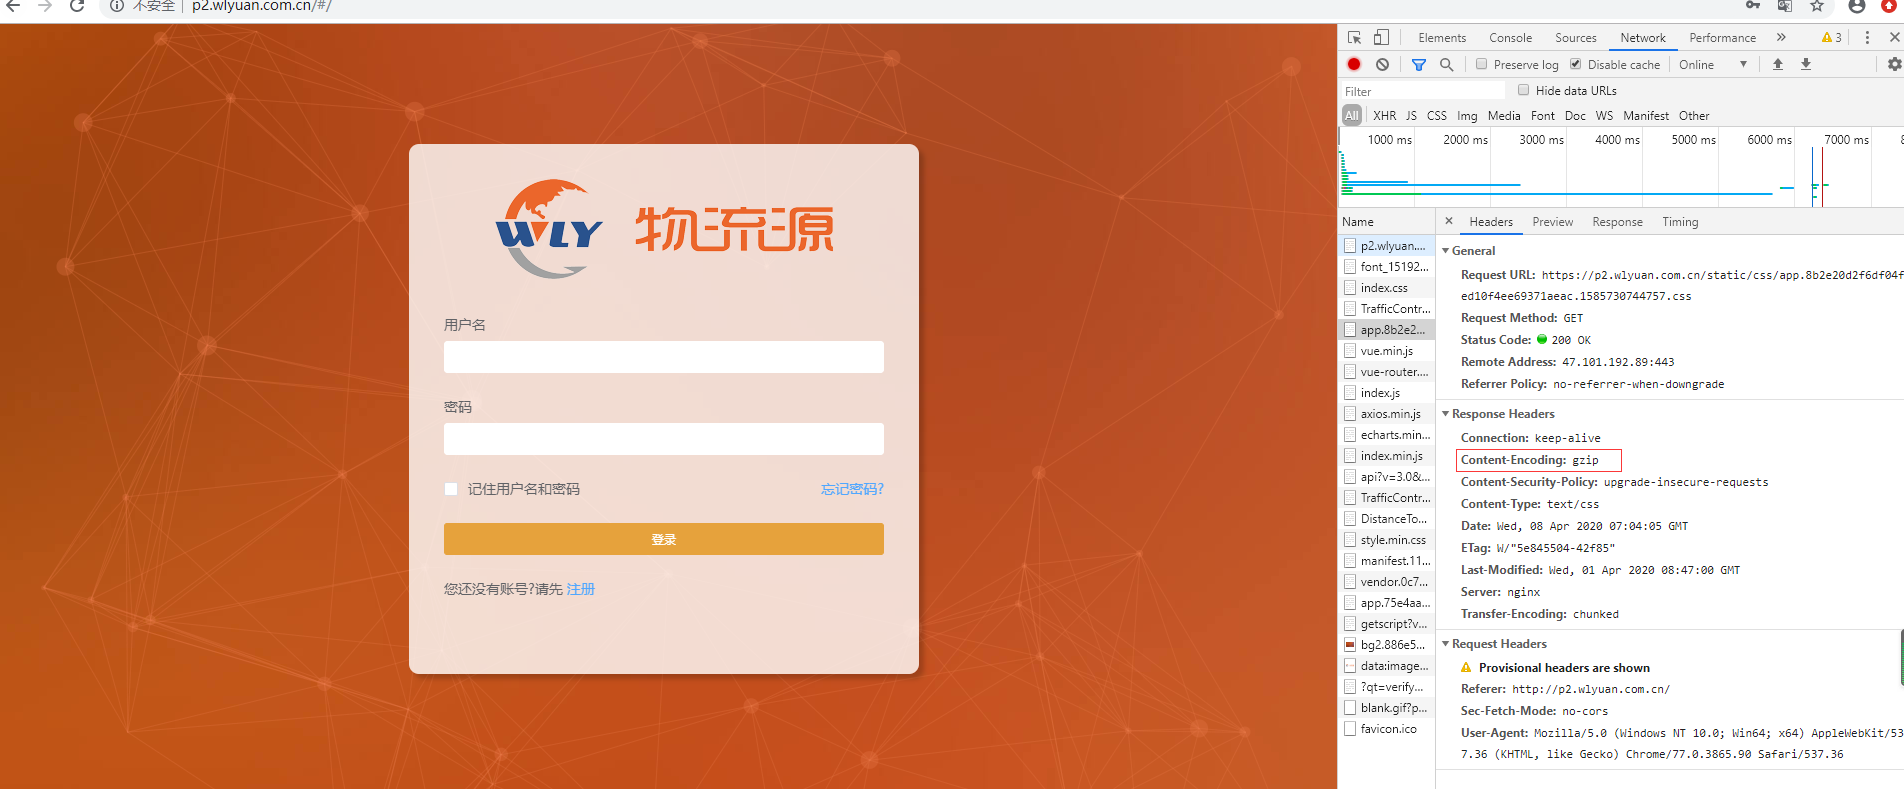 不安全 | p2.wlyuan.com.cn/#/
WLY 物流源
用户名
密码
记住用户名和密码 忘记密码?
登录
您还没有账号?请先 注册
Elements Console Sources Network Performance » 3
Preserve log Disable cache Online
Filter Hide data URLs
All XHR JS CSS Img Media Font Doc WS Manifest Other
1000 ms 2000 ms 3000 ms 4000 ms 5000 ms 6000 ms 7000 ms
Name
p2.wlyuan....
font_15192...
index.css
TrafficContr...
app.8b2e2...
vue.min.js
vue-router....
index.js
axios.min.js
echarts.min...
index.min.js
api?v=3.0&...
TrafficContr...
DistanceTo...
style.min.css
manifest.11...
vendor.0c7...
app.75e4aa...
getscript?v...
bg2.886e5...
data:image...
?qt=verify...
blank.gif?p...
favicon.ico
× Headers Preview Response Timing
General
Request URL: https://p2.wlyuan.com.cn/static/css/app.8b2e20d2f6df04f
ed10f4ee69371aeac.1585730744757.css
Request Method: GET
Status Code: 200 OK
Remote Address: 47.101.192.89:443
Referrer Policy: no-referrer-when-downgrade
Response Headers
Connection: keep-alive
Content-Encoding: gzip
Content-Security-Policy: upgrade-insecure-requests
Content-Type: text/css
Date: Wed, 08 Apr 2020 07:04:05 GMT
ETag: W/"5e845504-42f85"
Last-Modified: Wed, 01 Apr 2020 08:47:00 GMT
Server: nginx
Transfer-Encoding: chunked
Request Headers
Provisional headers are shown
Referer: http://p2.wlyuan.com.cn/
Sec-Fetch-Mode: no-cors
User-Agent: Mozilla/5.0 (Windows NT 10.0; Win64; x64) AppleWebKit/53
7.36 (KHTML, like Gecko) Chrome/77.0.3865.90 Safari/537.36